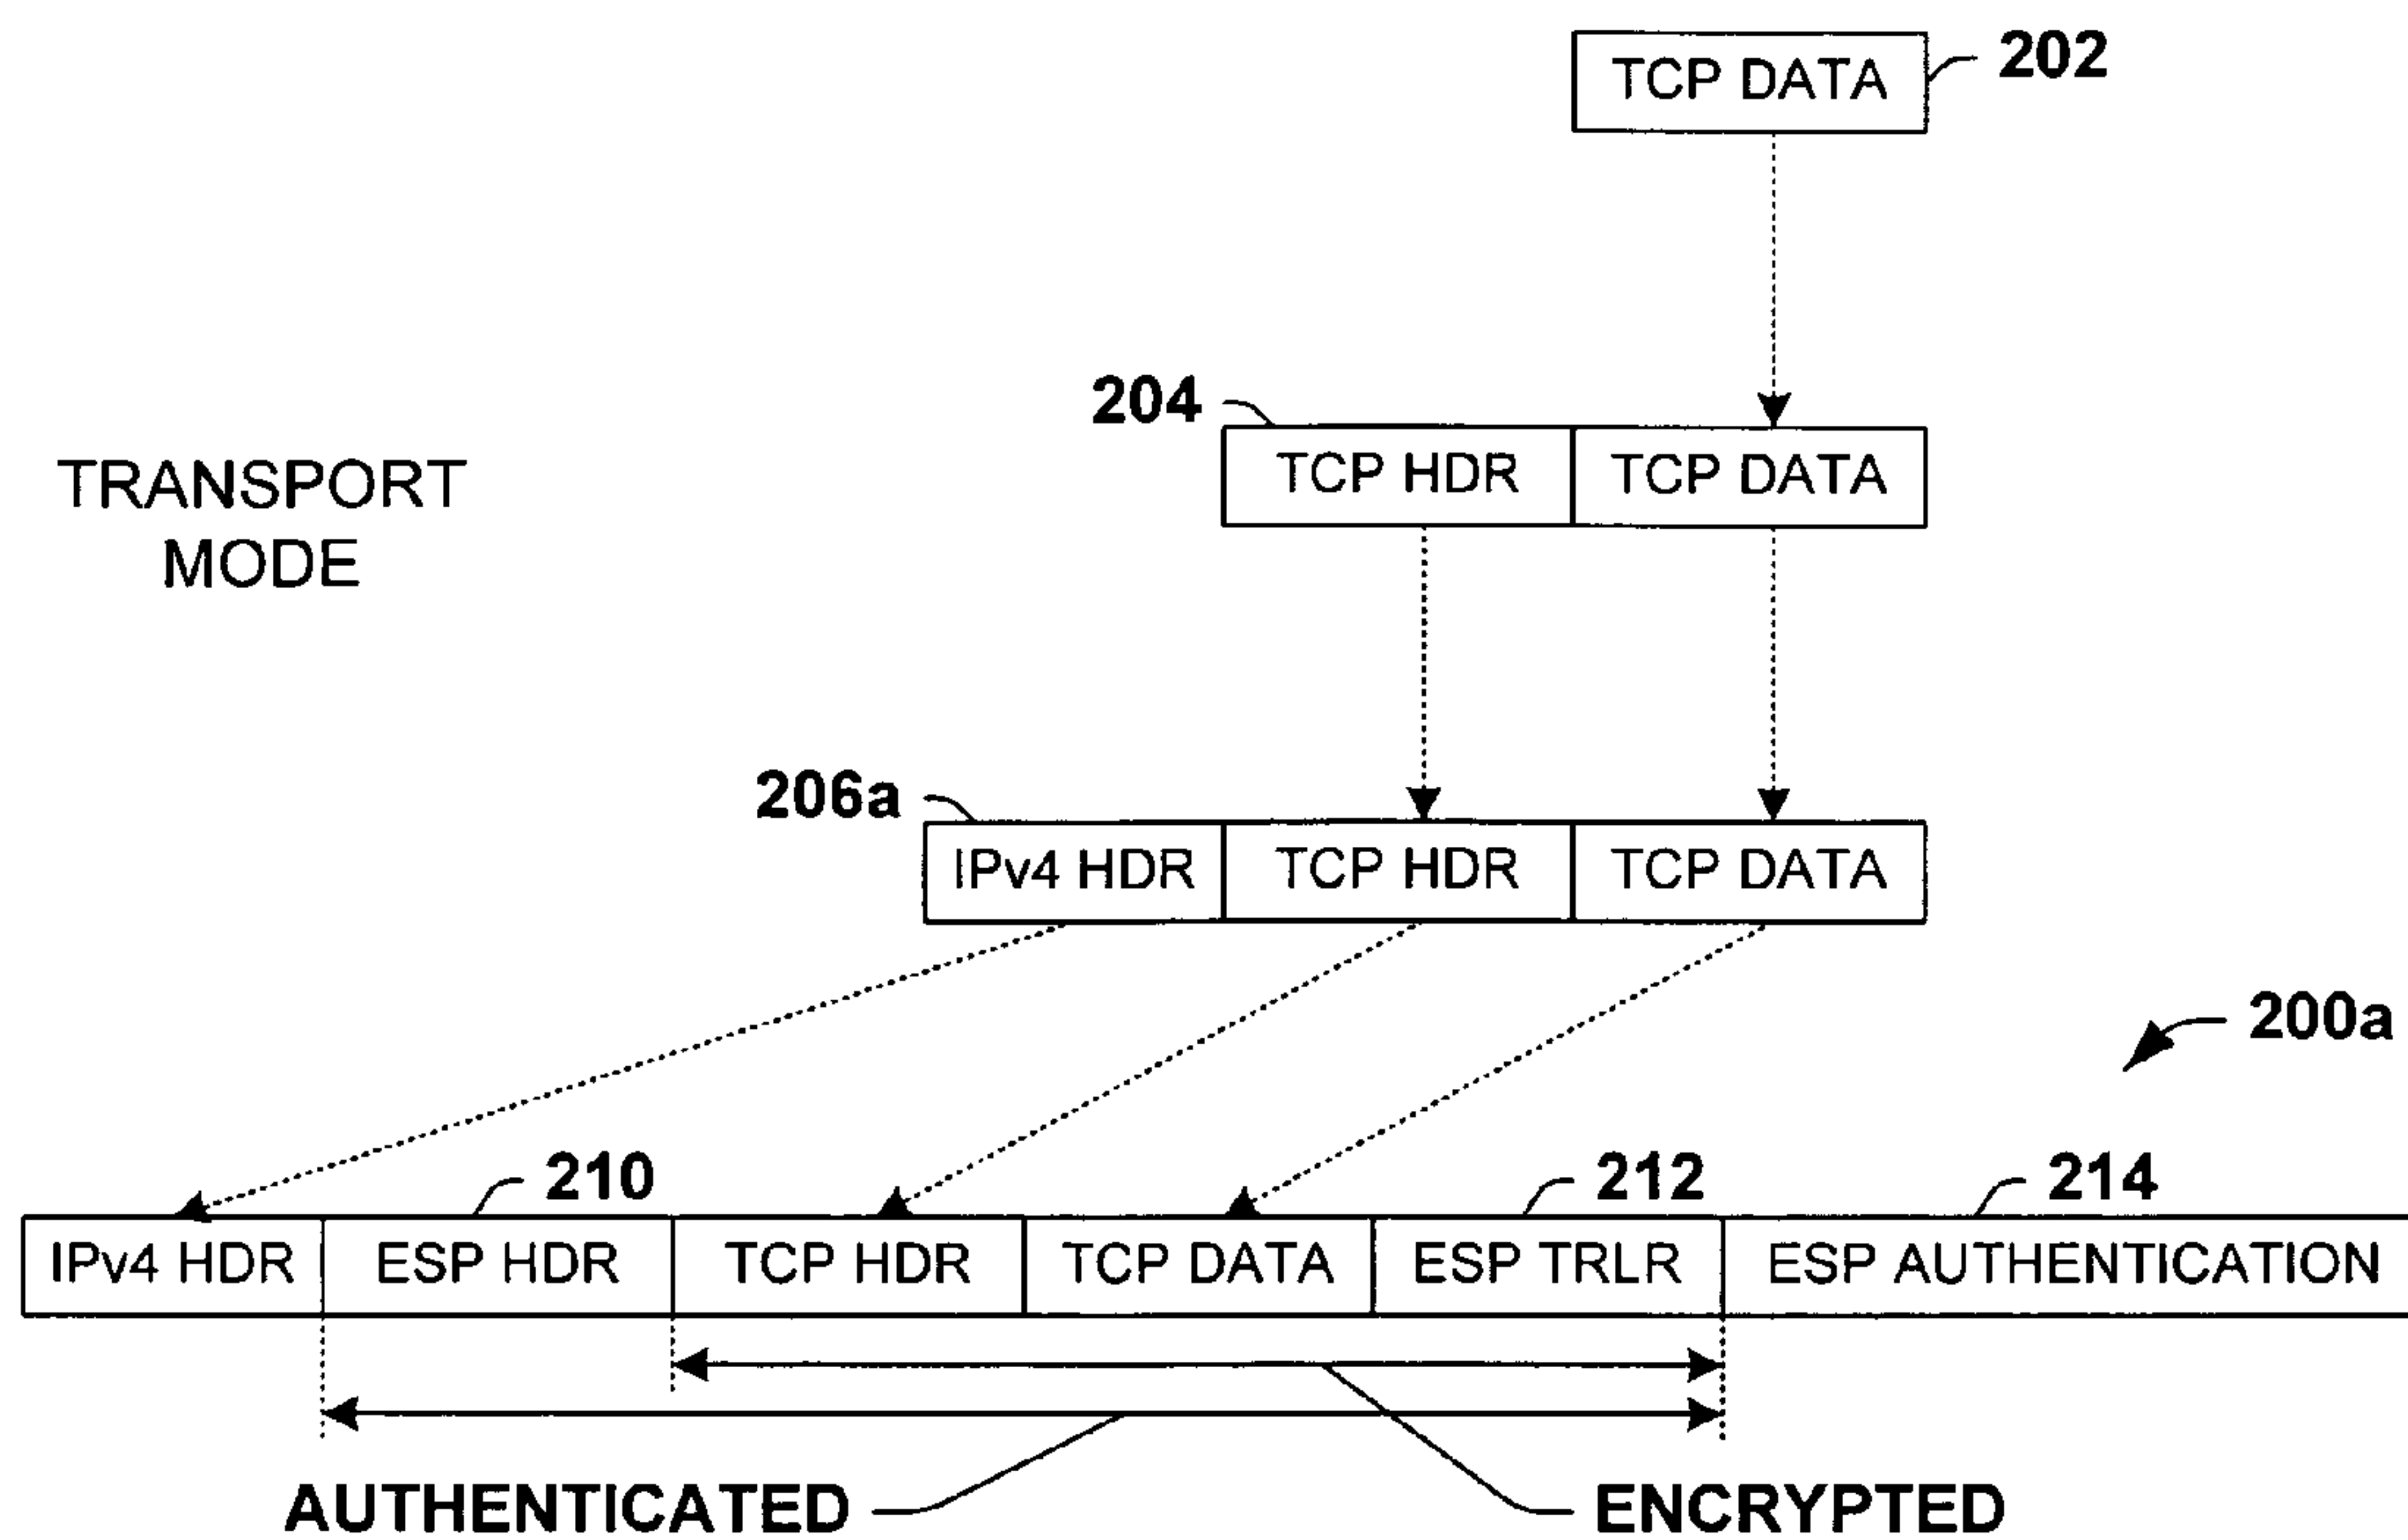 TCP DATA 202
204
TCP HDR TCP DATA
TRANSPORT
MODE
206a
IPv4 HDR TCP HDR TCP DATA
200a
210 212 214
IPv4 HDR ESP HDR TCP HDR TCP DATA ESP TRLR ESP AUTHENTICATION
AUTHENTICATED ENCRYPTED